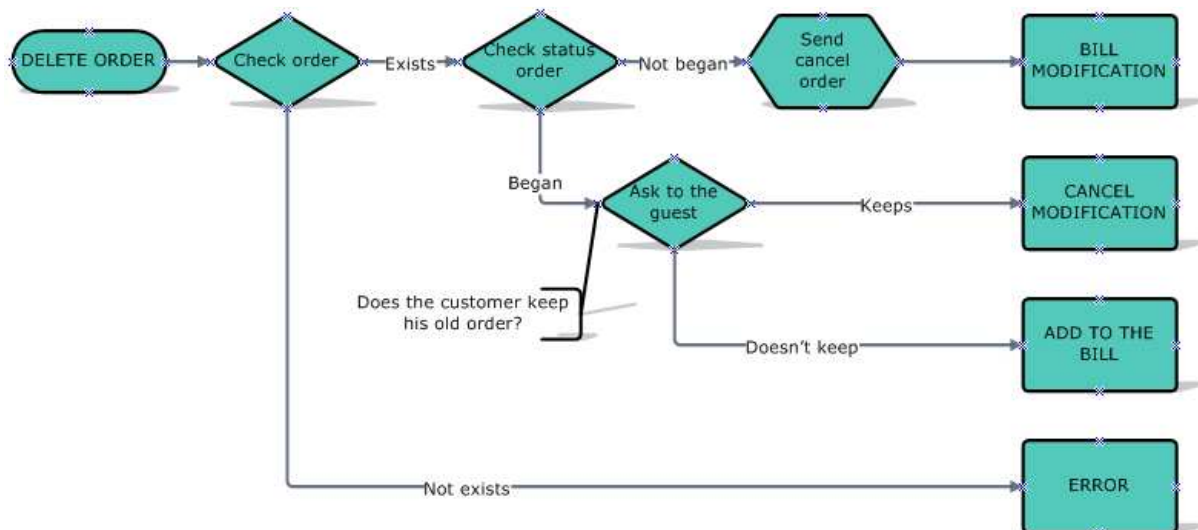 DELETE ORDER
Check order
Exists
Check status
order
Not began
Send
cancel
order
BILL
MODIFICATION
Began
Ask to the
guest
Keeps
CANCEL
MODIFICATION
Does the customer keep
his old order?
Doesn't keep
ADD TO THE
BILL
Not exists
ERROR